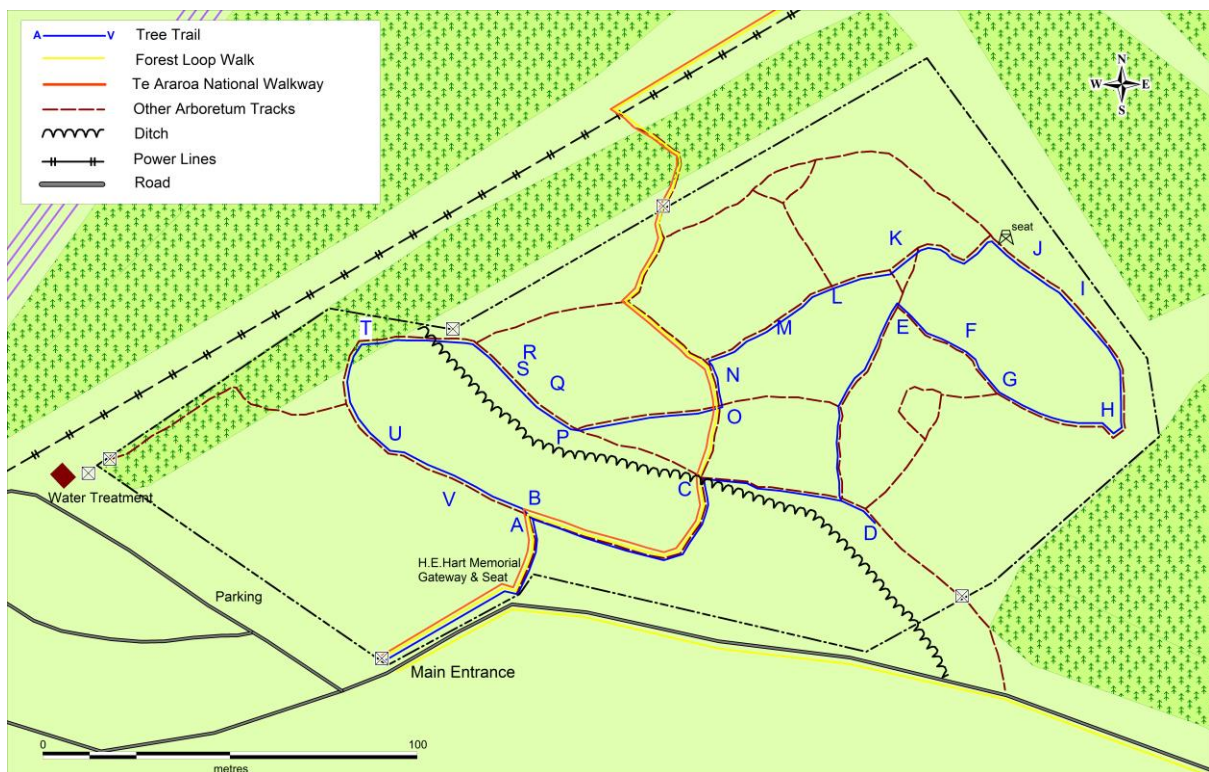 A V Tree Trail
Forest Loop Walk
Te Araroa National Walkway
Other Arboretum Tracks
Ditch
Power Lines
Road
N
W E
S
seat
K
J
I
L
T
M
E
F
R
S
N
Q
G
O
H
P
U
C
V
B
Water Treatment
A
D
H.E.Hart Memorial
Gateway & Seat
Parking
Main Entrance
0 100
metres